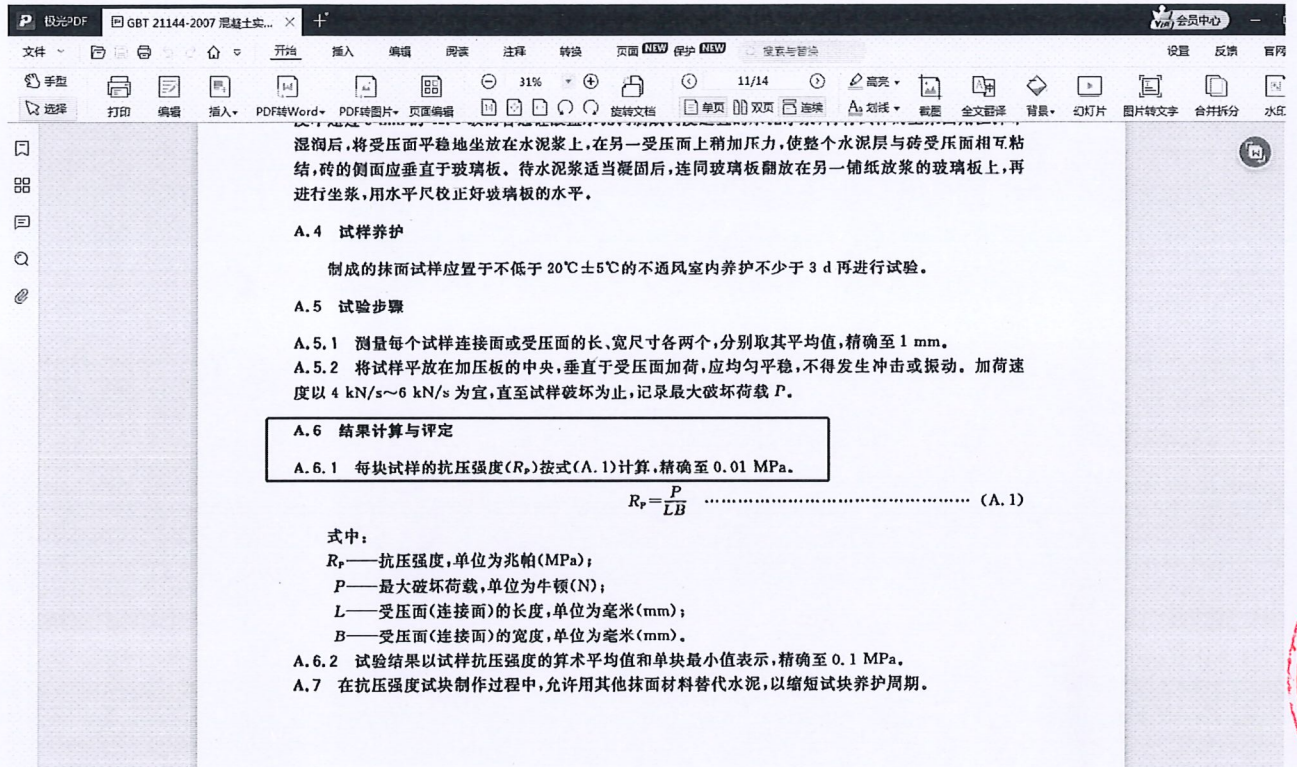 极光PDF
GBT 21144-2007 混凝土实...
会员中心
文件 开始 插入 编辑 阅读 注释 转换 页面 NEW 保护 NEW 搜索与替换 设置 反馈 官网
手型 31% 11/14 高亮
选择 打印 编辑 插入 PDF转Word PDF转图片 页面编辑 旋转文档 单页 双页 连续 划线 截图 全文翻译 背景 幻灯片 图片转文字 合并拆分 水印
湿润后,将受压面平稳地坐放在水泥浆上,在另一受压面上稍加压力,使整个水泥层与砖受压面相互粘
结,砖的侧面应垂直于玻璃板。待水泥浆适当凝固后,连同玻璃板翻放在另一铺纸放浆的玻璃板上,再
进行坐浆,用水平尺校正好玻璃板的水平。
A.4 试样养护
制成的抹面试样应置于不低于 20℃±5℃的不通风室内养护不少于 3 d 再进行试验。
A.5 试验步骤
A.5.1 测量每个试样连接面或受压面的长、宽尺寸各两个,分别取其平均值,精确至 1 mm。
A.5.2 将试样平放在加压板的中央,垂直于受压面加荷,应均匀平稳,不得发生冲击或振动。加荷速
度以 4 kN/s~6 kN/s 为宜,直至试样破坏为止,记录最大破坏荷载 P。
A.6 结果计算与评定
A.6.1 每块试样的抗压强度(RP)按式(A.1)计算,精确至 0.01 MPa。
RP=P/LB ………………………………………… (A.1)
式中:
RP——抗压强度,单位为兆帕(MPa);
P——最大破坏荷载,单位为牛顿(N);
L——受压面(连接面)的长度,单位为毫米(mm);
B——受压面(连接面)的宽度,单位为毫米(mm)。
A.6.2 试验结果以试样抗压强度的算术平均值和单块最小值表示,精确至 0.1 MPa。
A.7 在抗压强度试块制作过程中,允许用其他抹面材料替代水泥,以缩短试块养护周期。